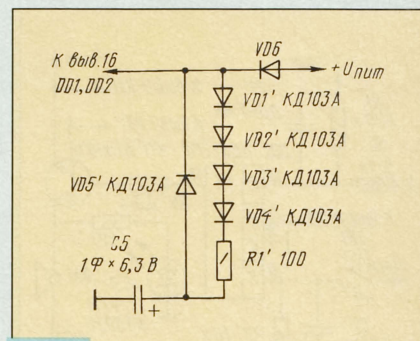 VD6
К выв.16
DD1, DD2
+Uпит
VD1' КД103А
VD2' КД103А
VD3' КД103А
VD4' КД103А
VD5' КД103А
C5
1Ф × 6,3 В
R1' 100
+